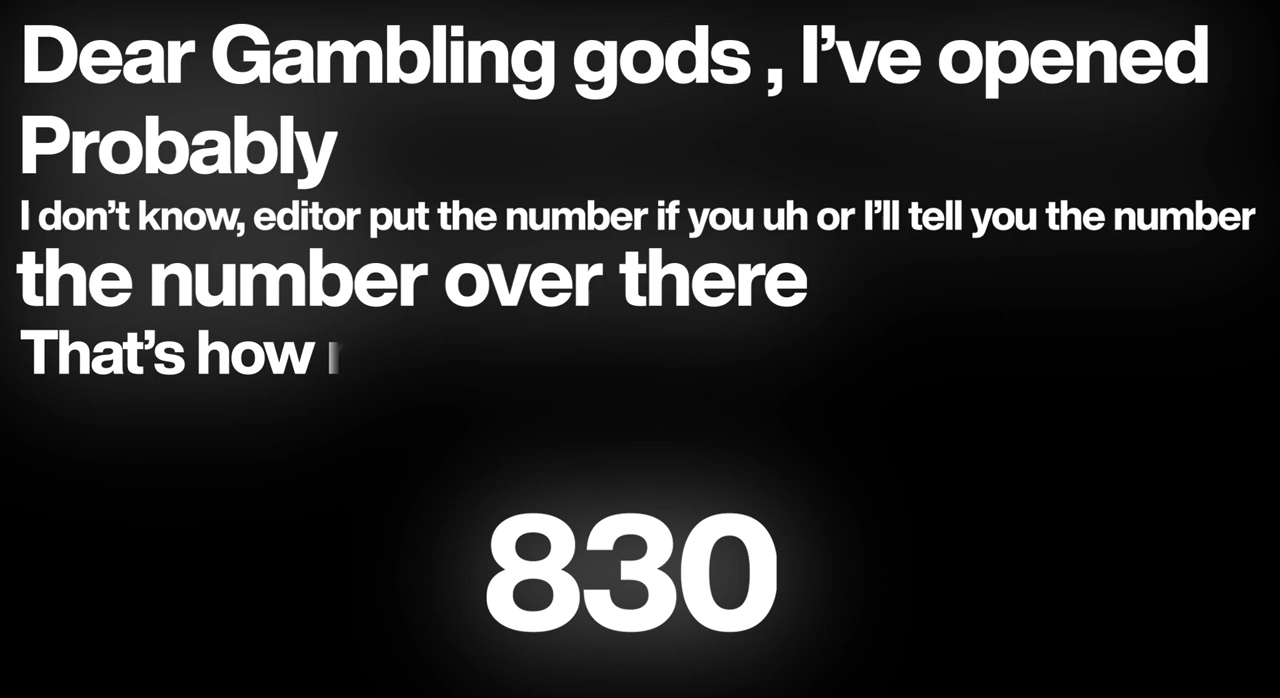 Dear Gambling gods , I’ve opened
Probably
I don’t know, editor put the number if you uh or I’ll tell you the number
the number over there
That’s how
830